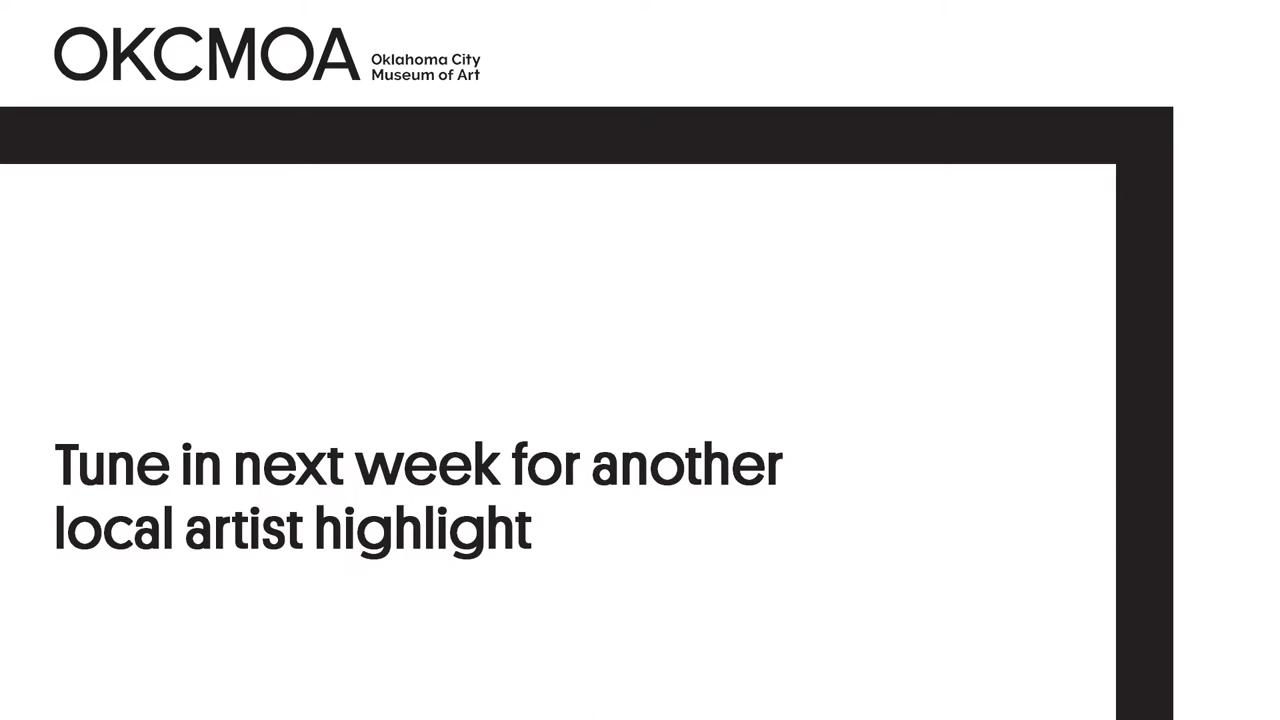 OKCMOA
Oklahoma City
Museum of Art
Tune in next week for another
local artist highlight